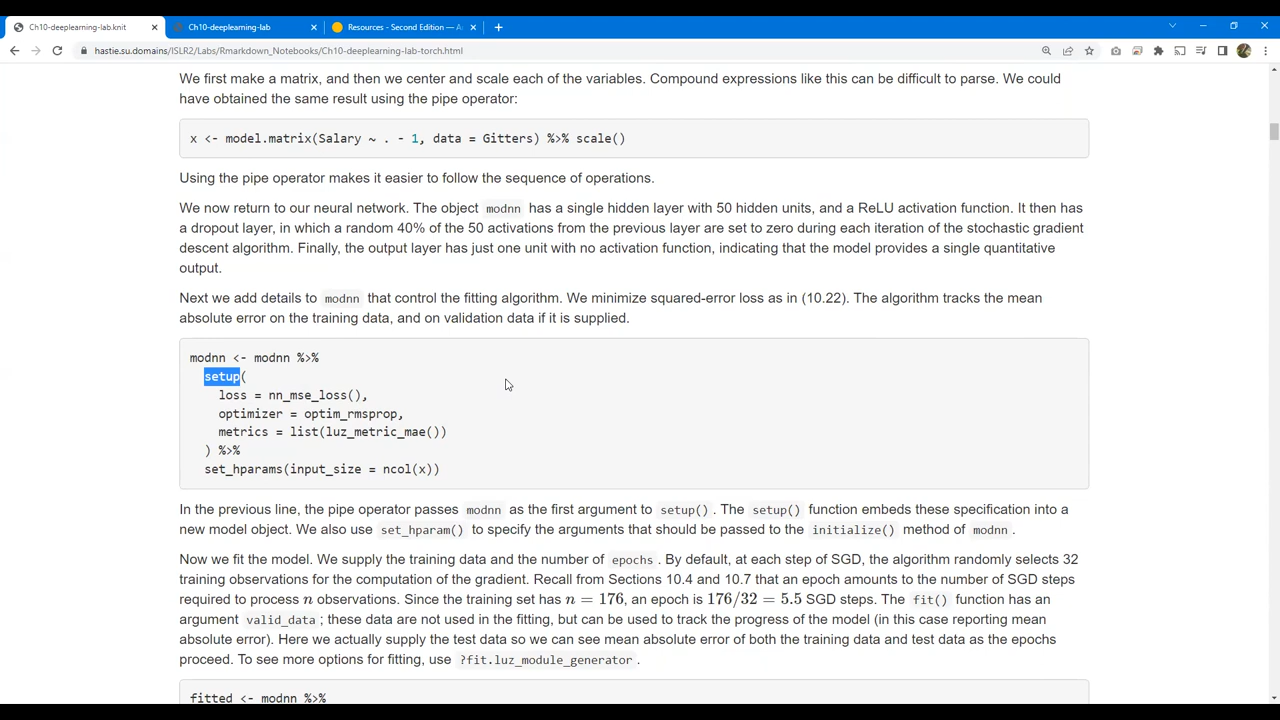 Ch10-deeplearning-lab.knit
Ch10-deeplearning-lab
Resources - Second Edition — A
hastie.su.domains/ISLR2/Labs/Rmarkdown_Notebooks/Ch10-deeplearning-lab-torch.html
We first make a matrix, and then we center and scale each of the variables. Compound expressions like this can be difficult to parse. We could
have obtained the same result using the pipe operator:
x <- model.matrix(Salary ~ . - 1, data = Gitters) %>% scale()
Using the pipe operator makes it easier to follow the sequence of operations.
We now return to our neural network. The object modnn has a single hidden layer with 50 hidden units, and a ReLU activation function. It then has
a dropout layer, in which a random 40% of the 50 activations from the previous layer are set to zero during each iteration of the stochastic gradient
descent algorithm. Finally, the output layer has just one unit with no activation function, indicating that the model provides a single quantitative
output.
Next we add details to modnn that control the fitting algorithm. We minimize squared-error loss as in (10.22). The algorithm tracks the mean
absolute error on the training data, and on validation data if it is supplied.
modnn <- modnn %>%
setup(
loss = nn_mse_loss(),
optimizer = optim_rmsprop,
metrics = list(luz_metric_mae())
) %>%
set_hparams(input_size = ncol(x))
In the previous line, the pipe operator passes modnn as the first argument to setup() . The setup() function embeds these specification into a
new model object. We also use set_hparam() to specify the arguments that should be passed to the initialize() method of modnn .
Now we fit the model. We supply the training data and the number of epochs . By default, at each step of SGD, the algorithm randomly selects 32
training observations for the computation of the gradient. Recall from Sections 10.4 and 10.7 that an epoch amounts to the number of SGD steps
required to process n observations. Since the training set has n = 176, an epoch is 176/32 = 5.5 SGD steps. The fit() function has an
argument valid_data ; these data are not used in the fitting, but can be used to track the progress of the model (in this case reporting mean
absolute error). Here we actually supply the test data so we can see mean absolute error of both the training data and test data as the epochs
proceed. To see more options for fitting, use ?fit.luz_module_generator .
fitted <- modnn %>%